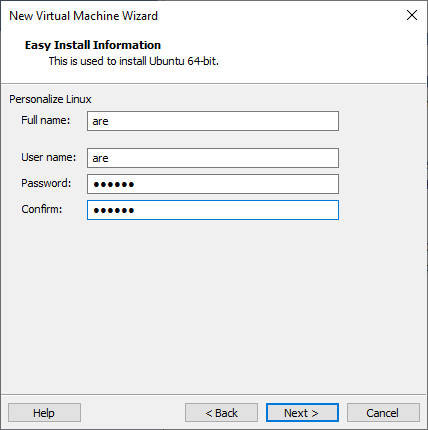 New Virtual Machine Wizard
Easy Install Information
This is used to install Ubuntu 64-bit.
Personalize Linux
Full name: are
User name: are
Password: ●●●●●●
Confirm: ●●●●●●
Help < Back Next > Cancel